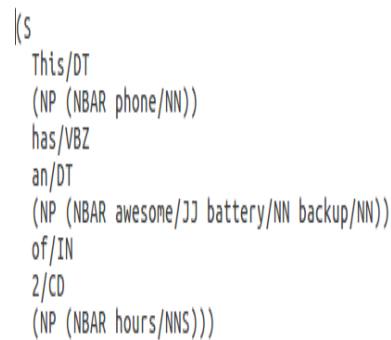 (S
This/DT
(NP (NBAR phone/NN))
has/VBZ
an/DT
(NP (NBAR awesome/JJ battery/NN backup/NN))
of/IN
2/CD
(NP (NBAR hours/NNS)))